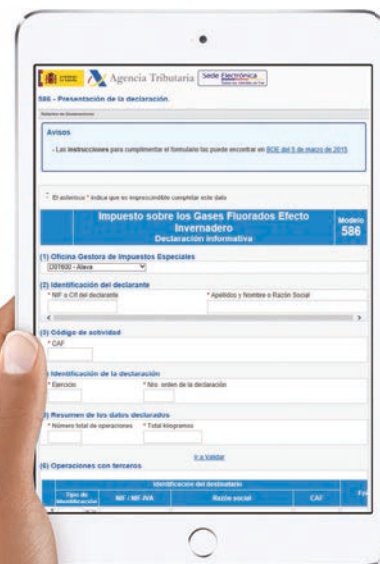 Agencia Tributaria Sede Electrónica
586 - Presentación de la declaración.
Avisos
- Las instrucciones para cumplimentar el formulario las puede encontrar en BOE del 5 de marzo de 2015
El asterisco * indica que es imprescindible completar este dato
Impuesto sobre los Gases Fluorados Efecto
Invernadero
Declaración Informativa
Modelo
586
(1) Oficina Gestora de Impuestos Especiales
D01600 - Alava
(2) Identificación del declarante
* NIF o CIF del declarante * Apellidos y Nombre o Razón Social
(3) Código de actividad
* CAF
) Identificación de la declaración
* Ejercicio * Nro. orden de la declaración
) Resumen de los datos declarados
* Número total de operaciones * Total kilogramos
Ir a Validar
(6) Operaciones con terceros
Identificación del destinatario
Tipo de
identificación NIF / NIF-IVA Razón social CAF